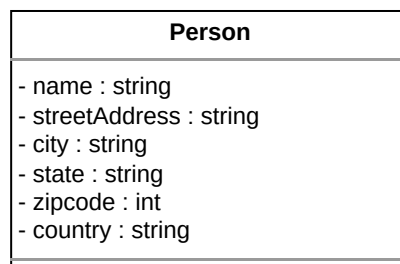 Person
- name : string
- streetAddress : string
- city : string
- state : string
- zipcode : int
- country : string